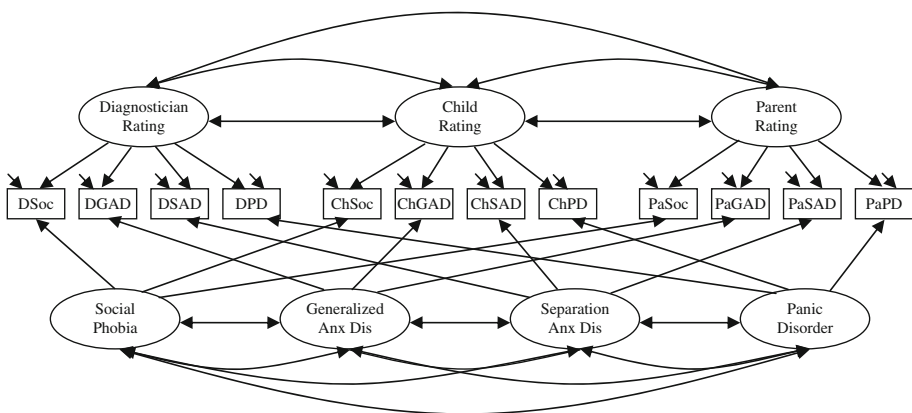 Diagnostician
Rating
Child
Rating
Parent
Rating
DSoc
DGAD
DSAD
DPD
ChSoc
ChGAD
ChSAD
ChPD
PaSoc
PaGAD
PaSAD
PaPD
Social
Phobia
Generalized
Anx Dis
Separation
Anx Dis
Panic
Disorder